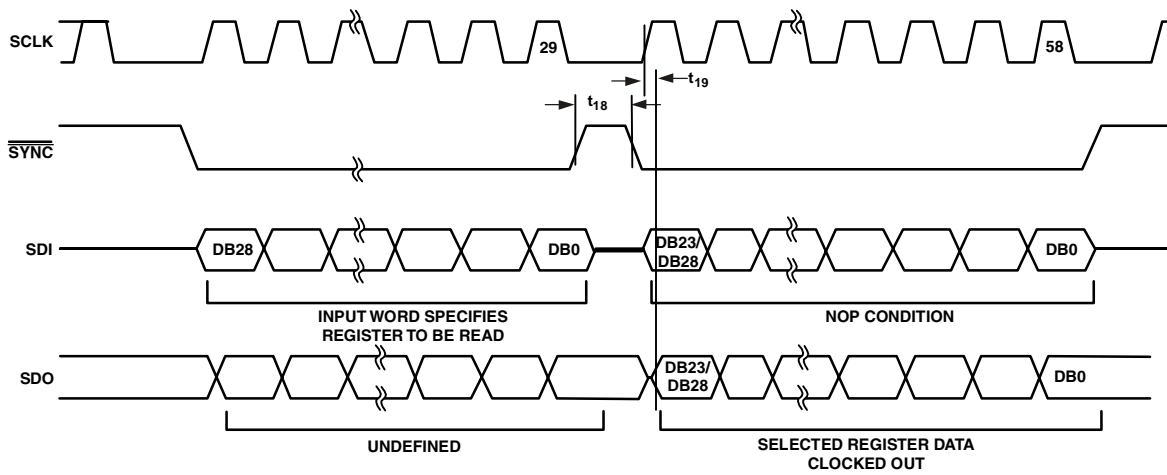 SCLK
29
58
t19
t18
SYNC
SDI
DB28
DB0
DB23/
DB28
DB0
INPUT WORD SPECIFIES
REGISTER TO BE READ
NOP CONDITION
SDO
DB23/
DB28
DB0
UNDEFINED
SELECTED REGISTER DATA
CLOCKED OUT